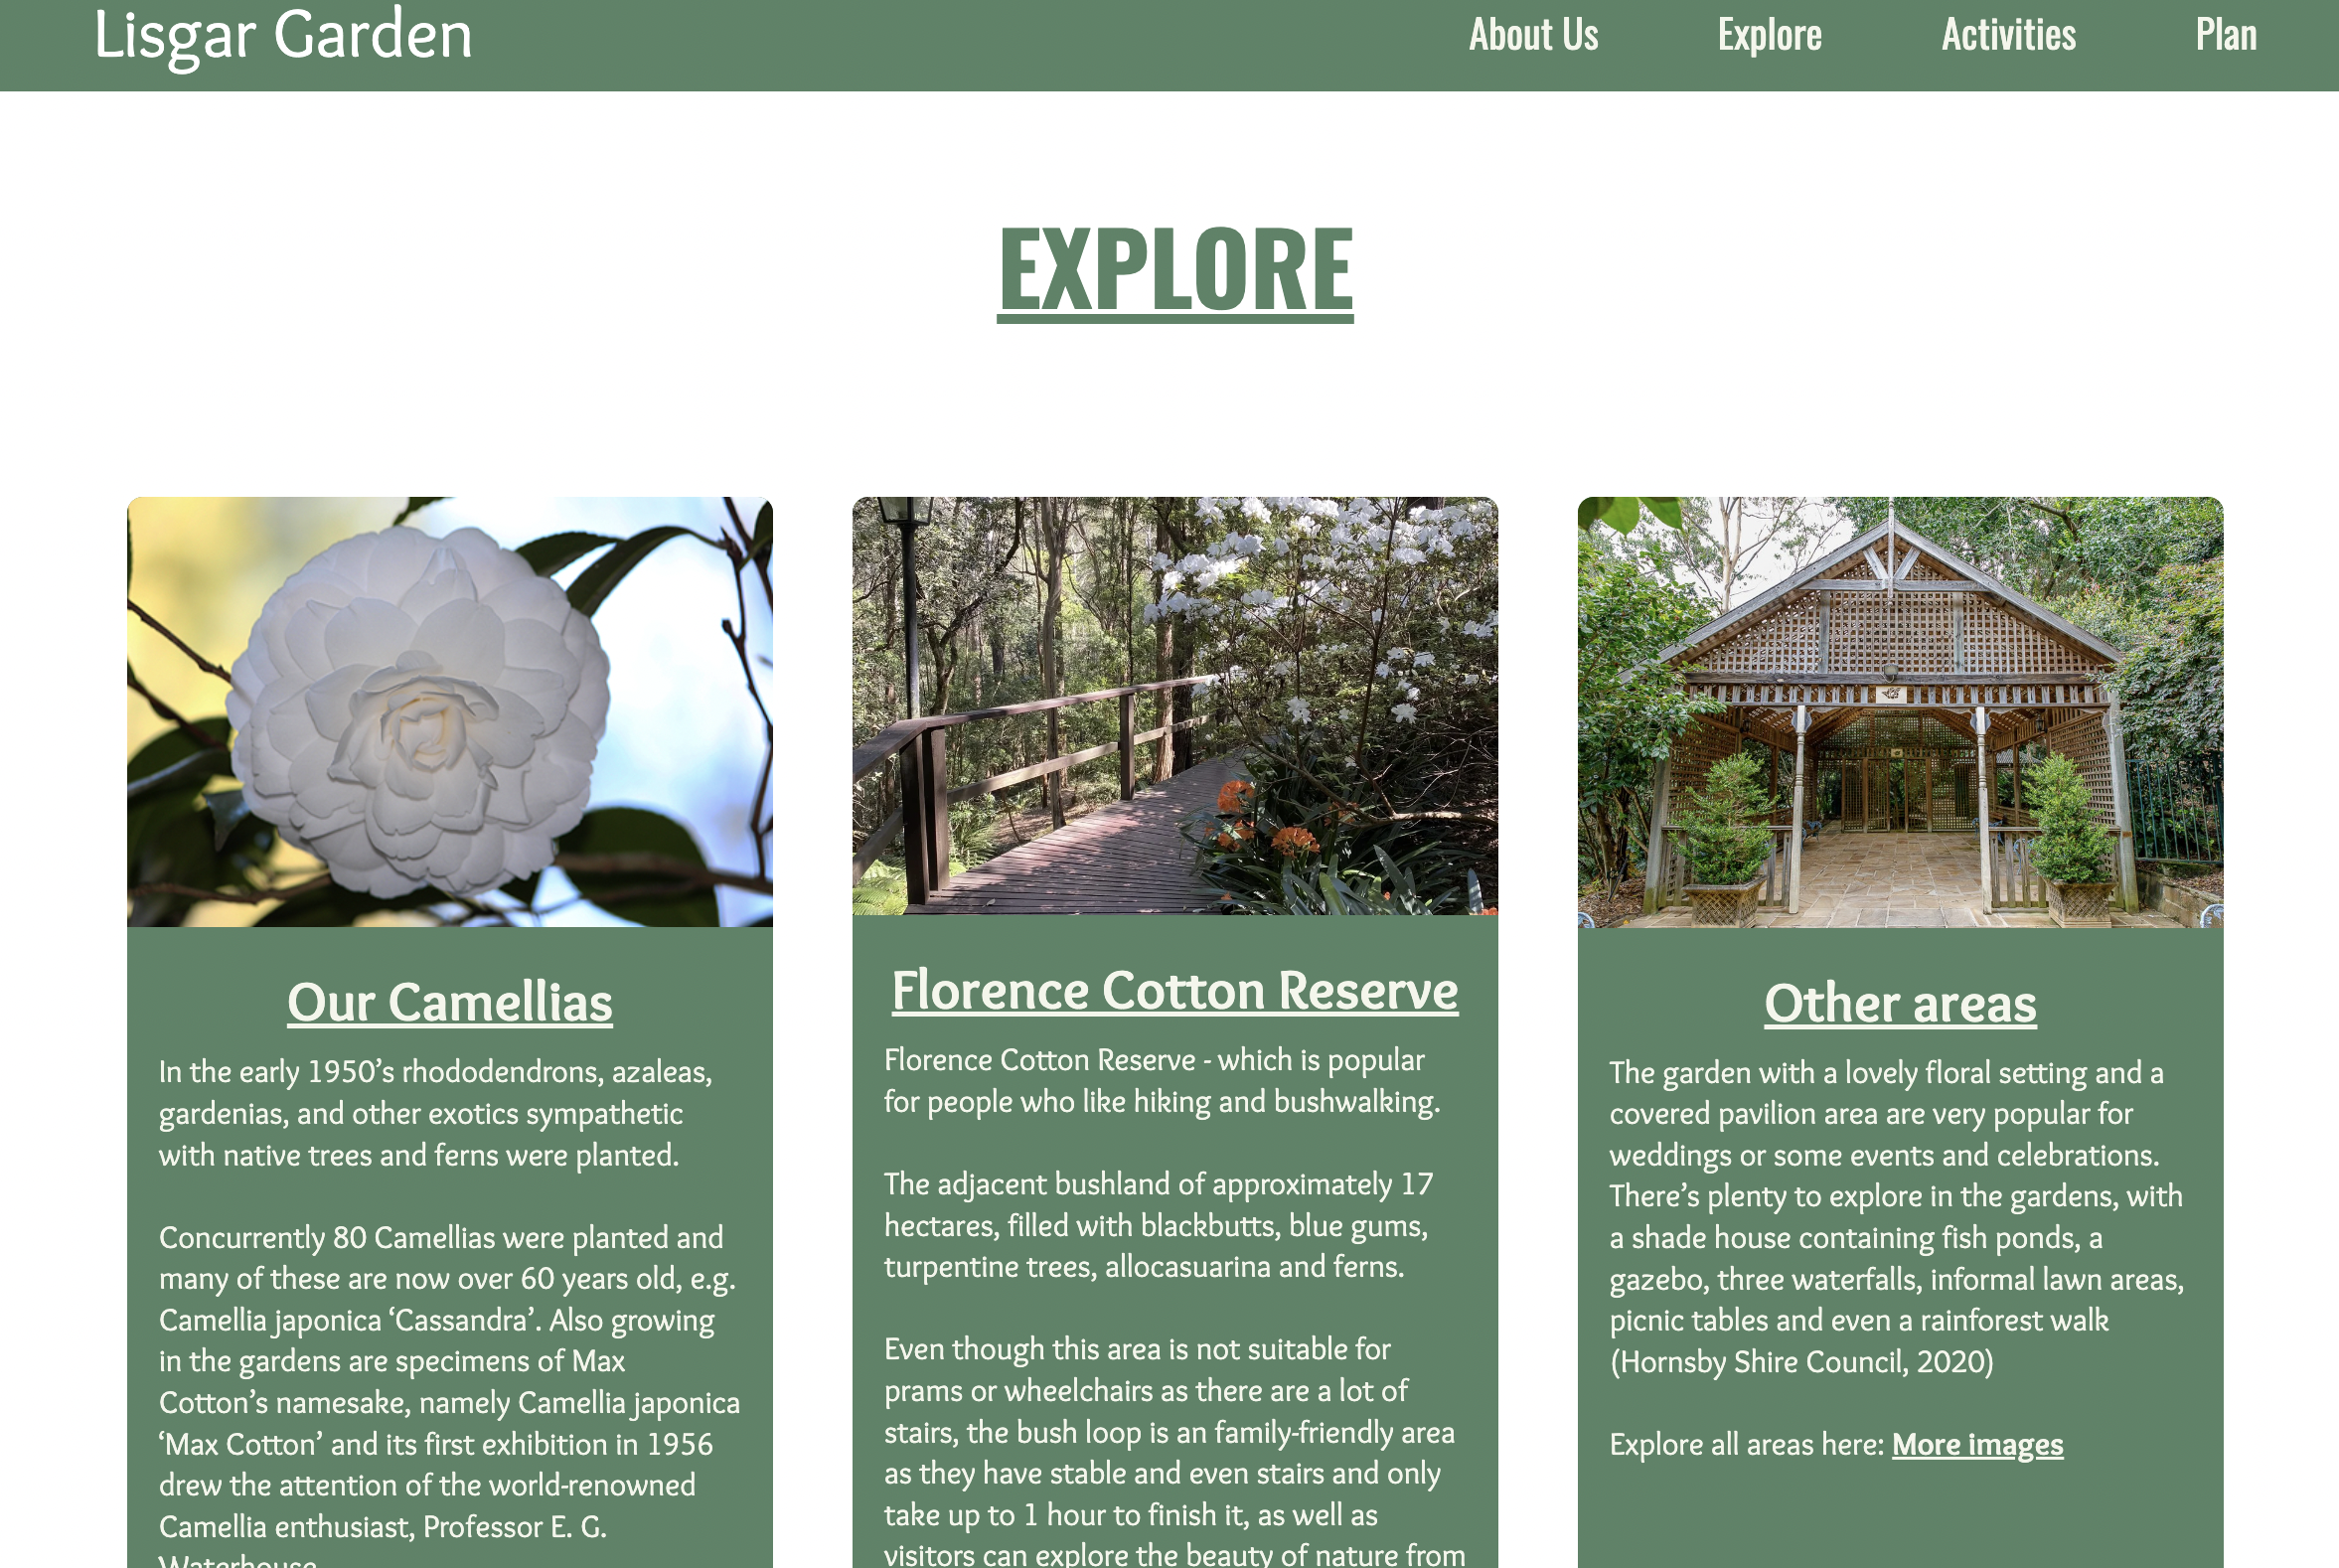 Lisgar Garden
About Us
Explore
Activities
Plan
EXPLORE
Our Camellias
In the early 1950’s rhododendrons, azaleas,
gardenias, and other exotics sympathetic
with native trees and ferns were planted.
Concurrently 80 Camellias were planted and
many of these are now over 60 years old, e.g.
Camellia japonica ‘Cassandra’. Also growing
in the gardens are specimens of Max
Cotton’s namesake, namely Camellia japonica
‘Max Cotton’ and its first exhibition in 1956
drew the attention of the world-renowned
Camellia enthusiast, Professor E. G.
Waterhouse
Florence Cotton Reserve
Florence Cotton Reserve - which is popular
for people who like hiking and bushwalking.
The adjacent bushland of approximately 17
hectares, filled with blackbutts, blue gums,
turpentine trees, allocasuarina and ferns.
Even though this area is not suitable for
prams or wheelchairs as there are a lot of
stairs, the bush loop is an family-friendly area
as they have stable and even stairs and only
take up to 1 hour to finish it, as well as
visitors can explore the beauty of nature from
Other areas
The garden with a lovely floral setting and a
covered pavilion area are very popular for
weddings or some events and celebrations.
There’s plenty to explore in the gardens, with
a shade house containing fish ponds, a
gazebo, three waterfalls, informal lawn areas,
picnic tables and even a rainforest walk
(Hornsby Shire Council, 2020)
Explore all areas here: More images